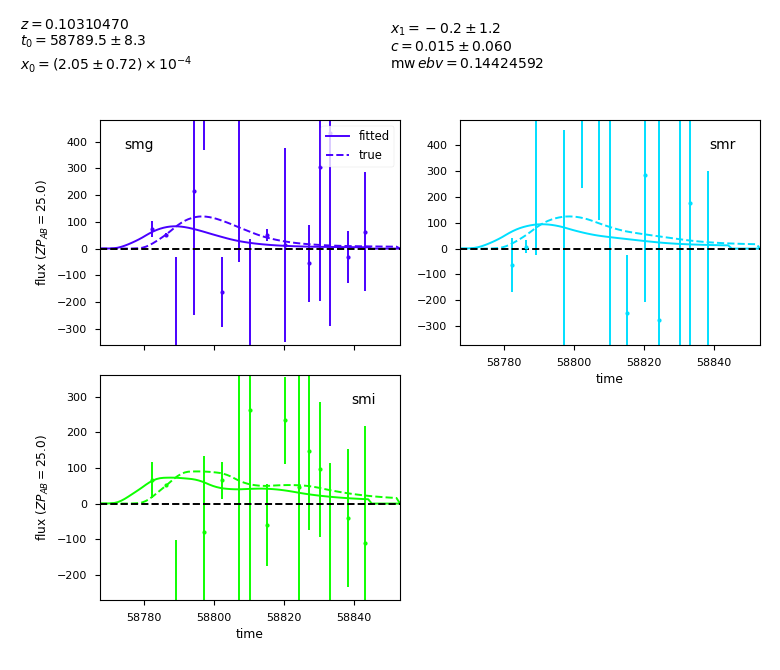 z = 0.10310470
t₀ = 58789.5 ± 8.3
x₀ = (2.05 ± 0.72) × 10⁻⁴
x₁ = −0.2 ± 1.2
c = 0.015 ± 0.060
mw ebv = 0.14424592
smg
fitted
true
flux (ZP_AB = 25.0)
400
300
200
100
0
−100
−200
−300
smr
400
300
200
100
0
−100
−200
−300
58780 58800 58820 58840
time
smi
flux (ZP_AB = 25.0)
300
200
100
0
−100
−200
58780 58800 58820 58840
time